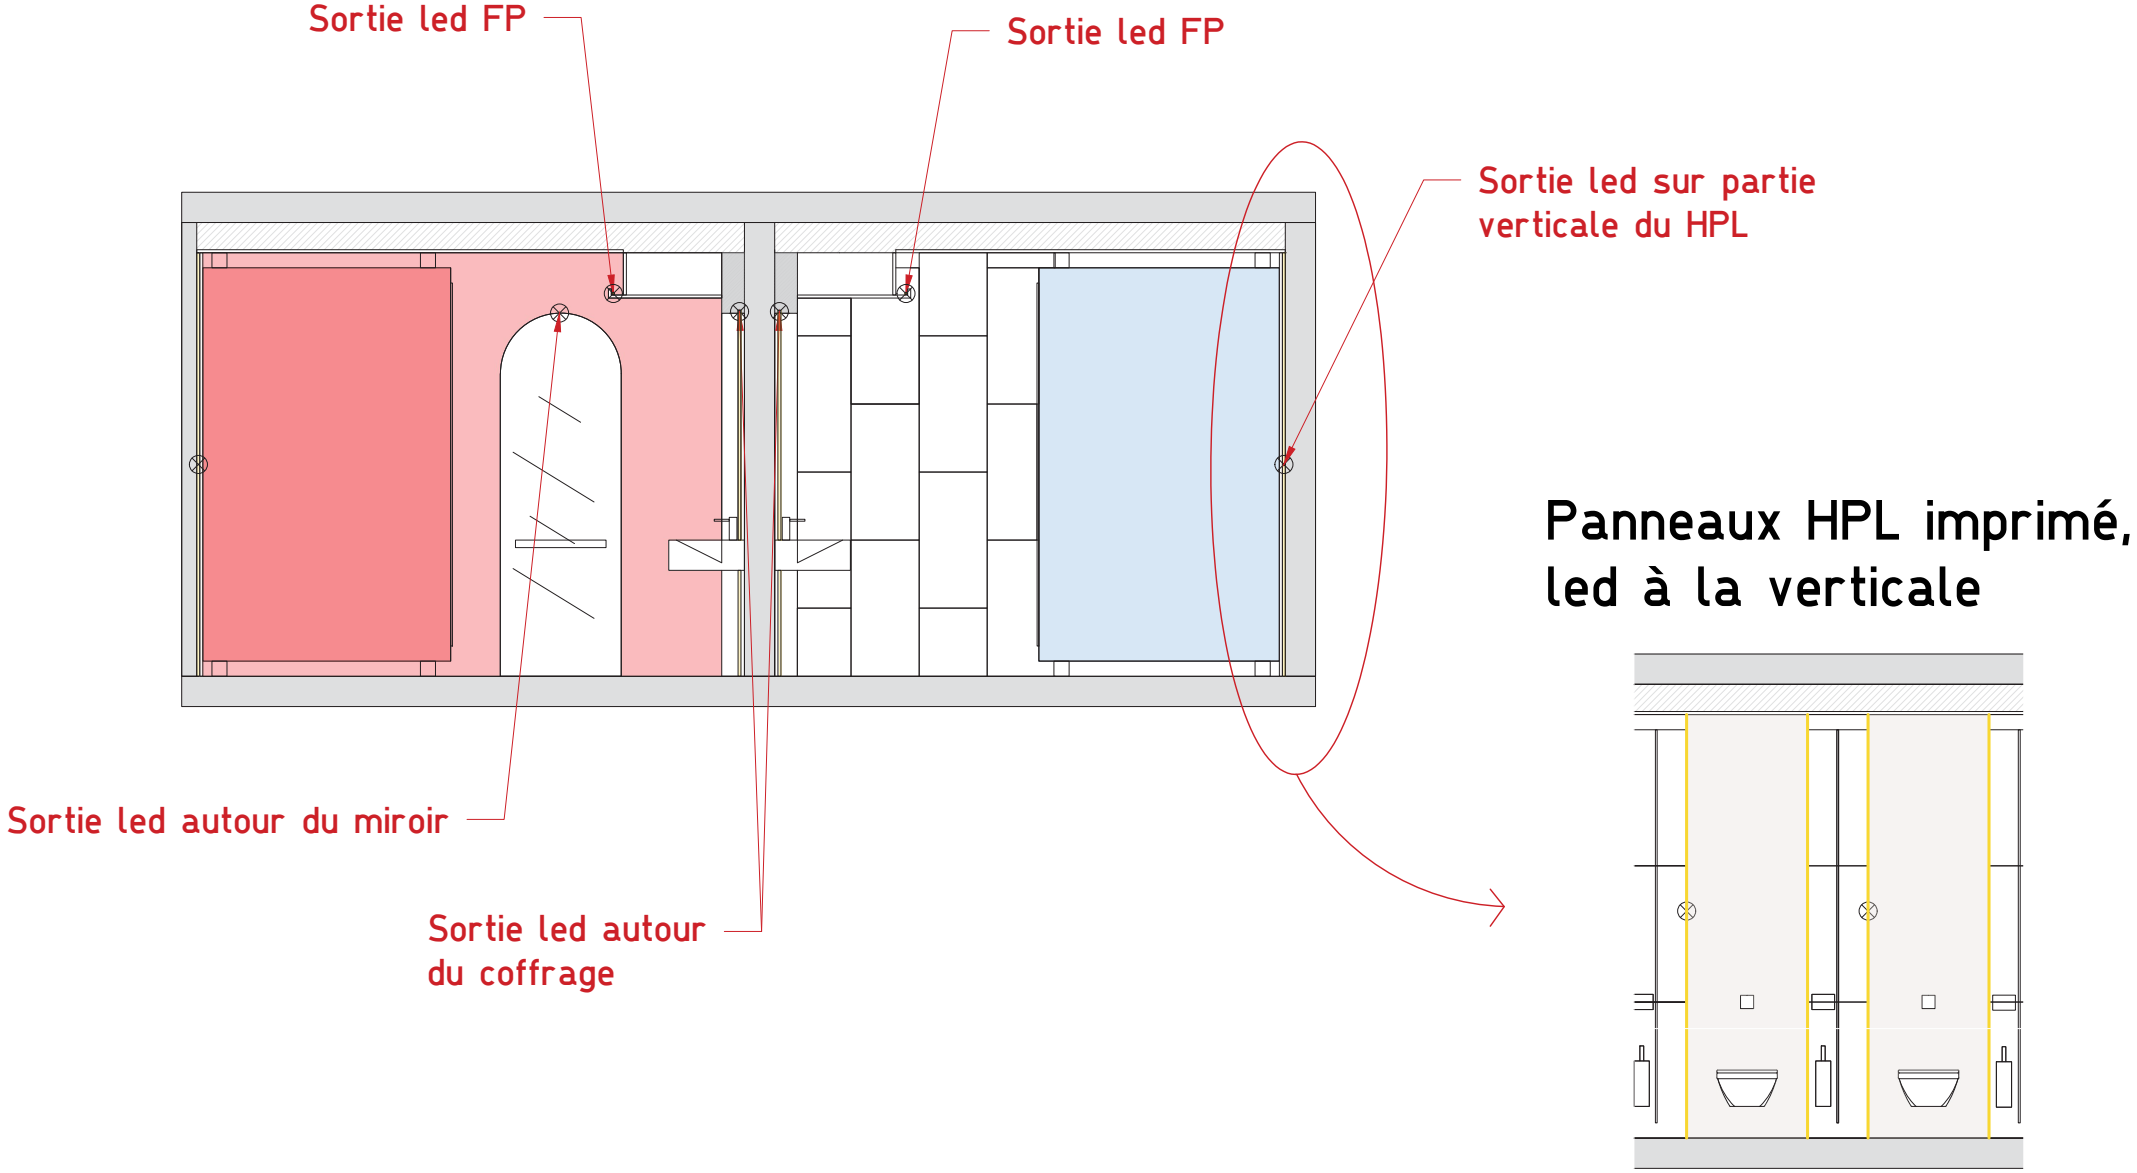 Sortie led FP
Sortie led FP
Sortie led sur partie
verticale du HPL
Panneaux HPL imprimé,
led à la verticale
Sortie led autour du miroir
Sortie led autour
du coffrage